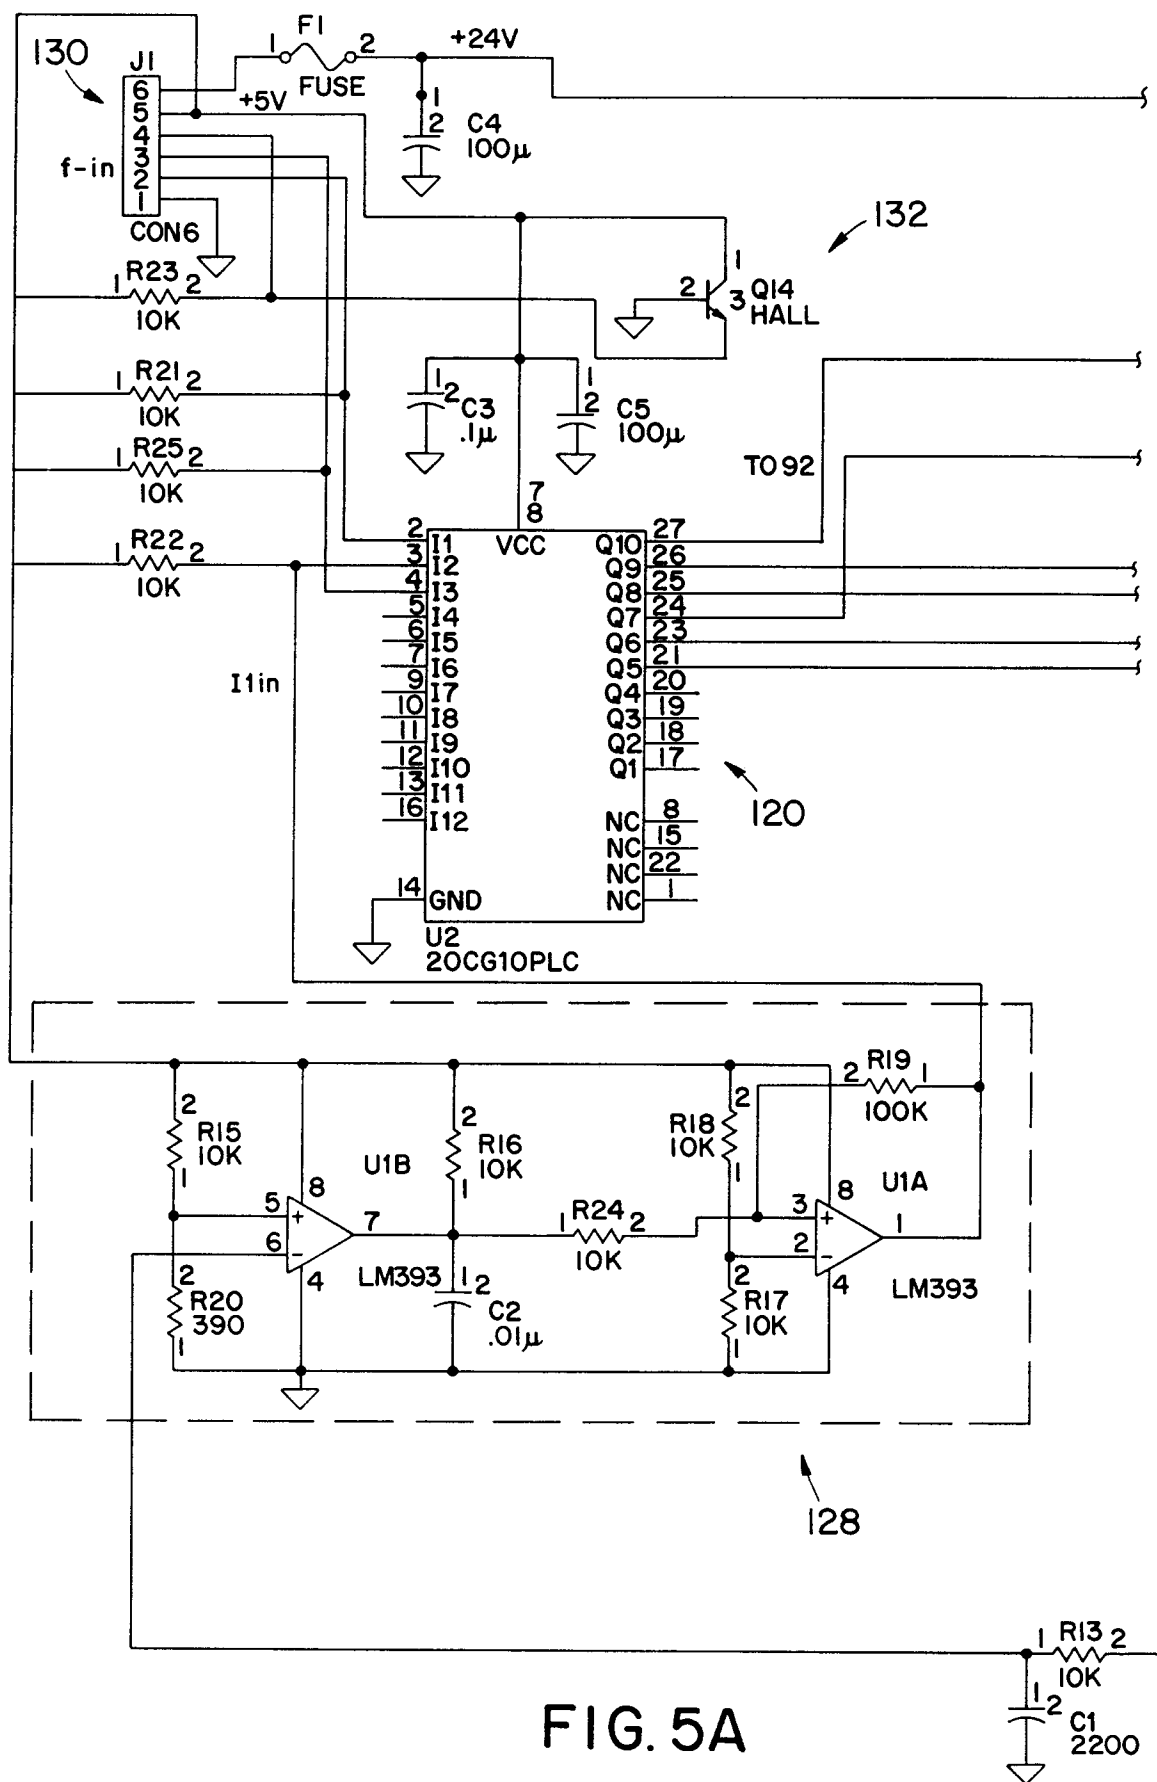 F1
1 2 +24V
130
J1
FUSE
6
5 +5V
4
3
2
1
f-in
CON6
1
2 C4
100µ
132
1
2 3 Q14
HALL
R23
1 2
10K
R21
1 2
10K
R25
1 2
10K
R22
1 2
10K
1
2 C3
.1µ
1
2 C5
100µ
TO92
7
8
VCC
2 I1
3 I2
4 I3
5 I4
6 I5
7 I6
9 I7
10 I8
11 I9
12 I10
13 I11
16 I12
14 GND
Q10 27
Q9 26
Q8 25
Q7 24
Q6 23
Q5 21
Q4 20
Q3 19
Q2 18
Q1 17
NC 8
NC 15
NC 22
NC 1
I1in
120
U2
20CG10PLC
R19
2 1
100K
2
R15
10K
1
U1B
8
5 +
6 -
7
4
LM393
2
R16
10K
1
2
R18
10K
1
U1A
8
3 +
2 -
1
4
LM393
R24
1 2
10K
2
R20
390
1
1
2 C2
.01µ
2
R17
10K
1
128
R13
1 2
10K
1
2 C1
2200
FIG. 5A